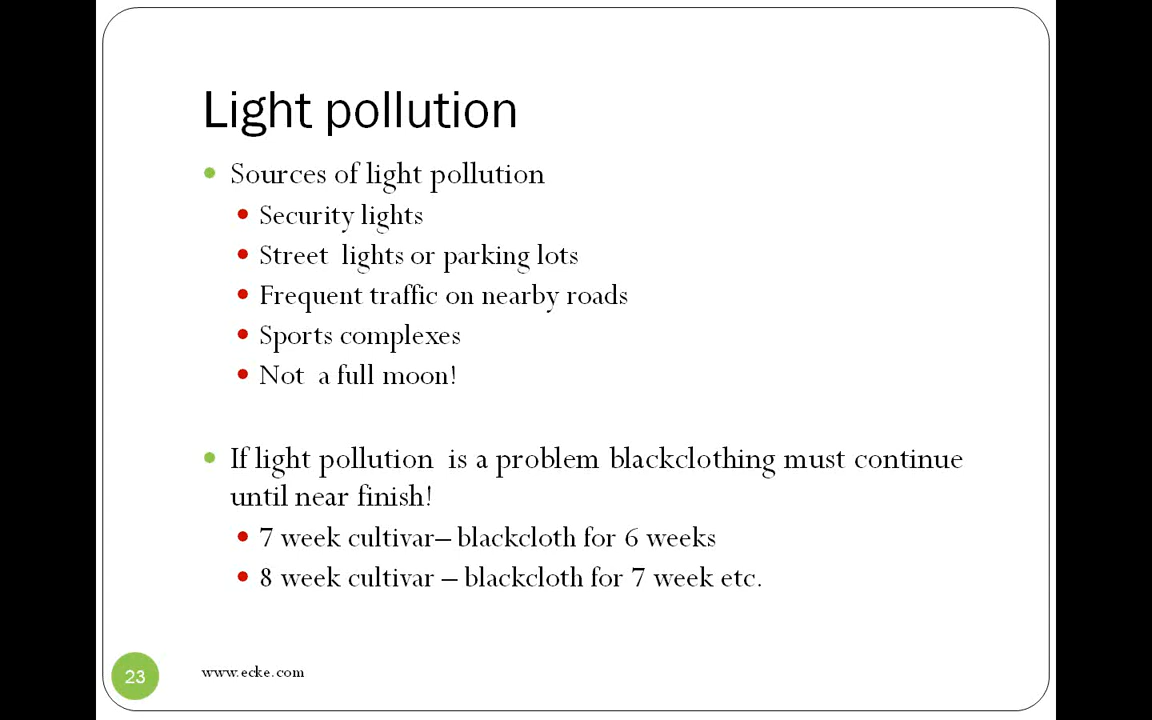 Light pollution
Sources of light pollution
Security lights
Street lights or parking lots
Frequent traffic on nearby roads
Sports complexes
Not a full moon!
If light pollution is a problem blackclothing must continue
until near finish!
7 week cultivar– blackcloth for 6 weeks
8 week cultivar – blackcloth for 7 week etc.
23
www.ecke.com